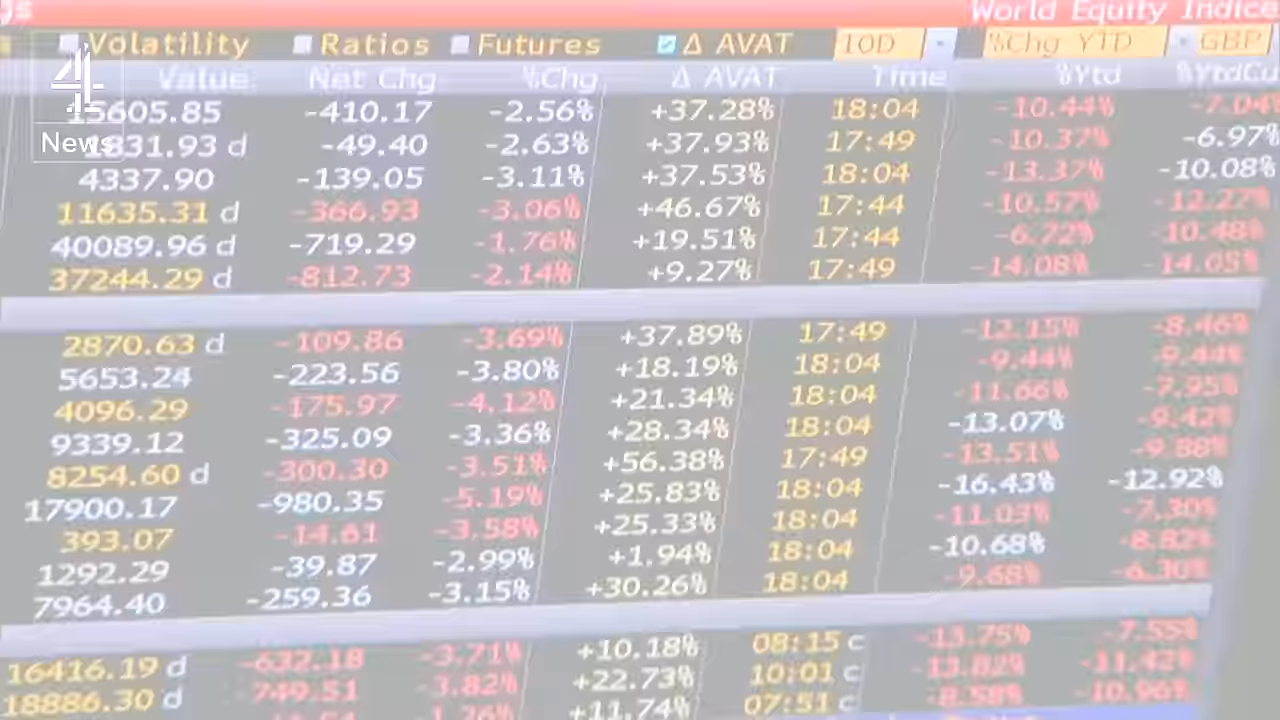 World Equity Indice
Volatility Ratios Futures Δ AVAT 10D %Chg YTD GBP
Value Net Chg %Chg Δ AVAT Time %Ytd %YtdCu
15605.85 -410.17 -2.56% +37.28% 18:04 -10.44% -7.04%
1831.93 d -49.40 -2.63% +37.93% 17:49 -10.37% -6.97%
4337.90 -139.05 -3.11% +37.53% 18:04 -13.37% -10.08%
11635.31 d -366.93 -3.06% +46.67% 17:44 -10.57% -12.27%
40089.96 d -719.29 -1.76% +19.51% 17:44 -6.72% -10.48%
37244.29 d -812.73 -2.14% +9.27% 17:49 -14.08% -14.05%
2870.63 d -109.86 -3.69% +37.89% 17:49 -12.15% -8.46%
5653.24 -223.56 -3.80% +18.19% 18:04 -9.44% -9.44%
4096.29 -175.97 -4.12% +21.34% 18:04 -11.66% -7.95%
9339.12 -325.09 -3.36% +28.34% 18:04 -13.07% -9.42%
8254.60 d -300.30 -3.51% +56.38% 17:49 -13.51% -9.88%
17900.17 -980.35 -5.19% +25.83% 18:04 -16.43% -12.92%
393.07 -14.61 -3.58% +25.33% 18:04 -11.03% -7.30%
1292.29 -39.87 -2.99% +1.94% 18:04 -10.68% -8.82%
7964.40 -259.36 -3.15% +30.26% 18:04 -9.68% -6.30%
16416.19 d -632.18 -3.71% +10.18% 08:15 c -13.75% -7.55%
18886.30 d -749.51 -3.82% +22.73% 10:01 c -13.82% -11.42%
+11.74% 07:51 c -8.58% -10.96%
4
News